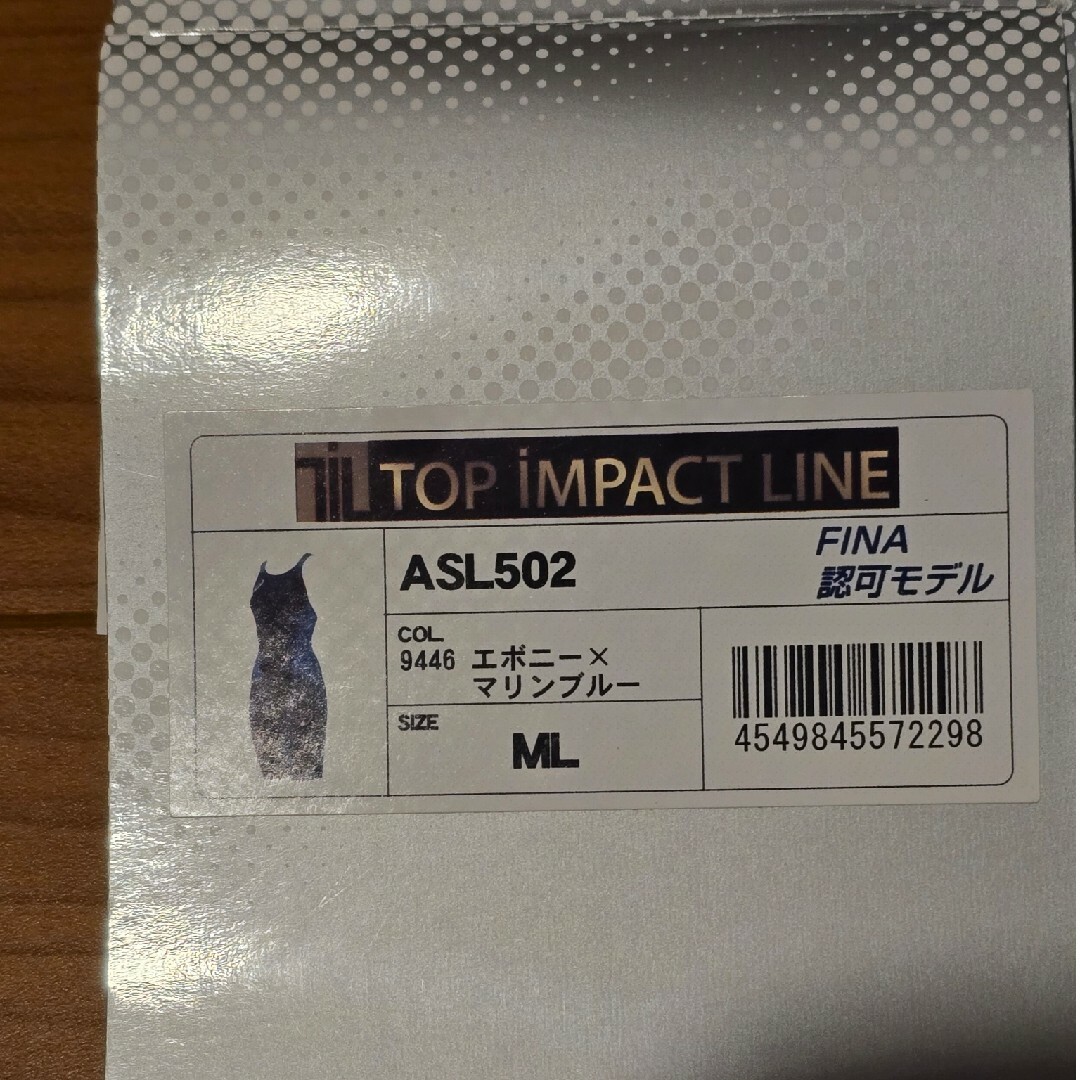 TiL TOP iMPACT LINE
ASL502
FINA
認可モデル
COL.
9446 エボニー×
マリンブルー
SIZE
ML
4549845572298